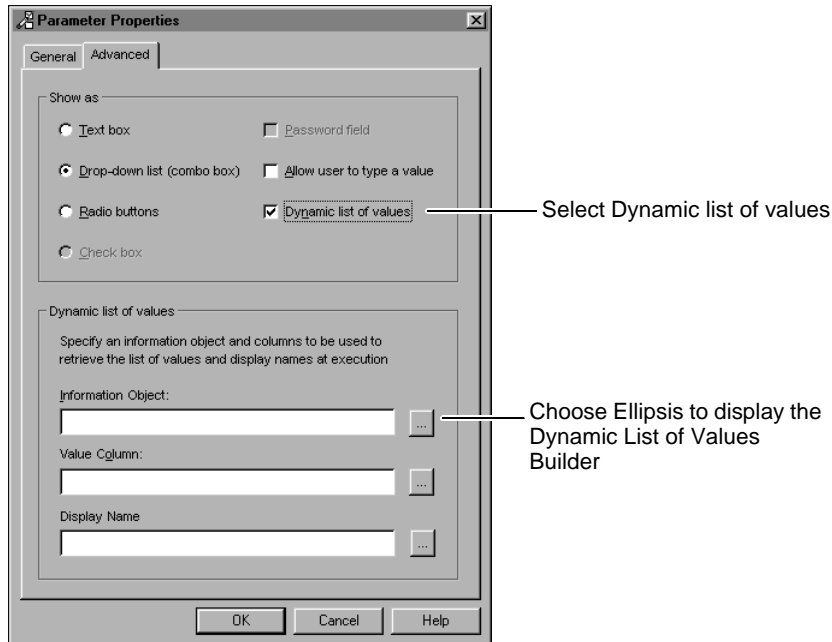 Parameter Properties
General
Advanced
Show as
Text box
Password field
Drop-down list (combo box)
Allow user to type a value
Radio buttons
Dynamic list of values
Select Dynamic list of values
Check box
Dynamic list of values
Specify an information object and columns to be used to
retrieve the list of values and display names at execution
Information Object:
...
Choose Ellipsis to display the
Dynamic List of Values
Builder
Value Column:
...
Display Name
...
OK
Cancel
Help